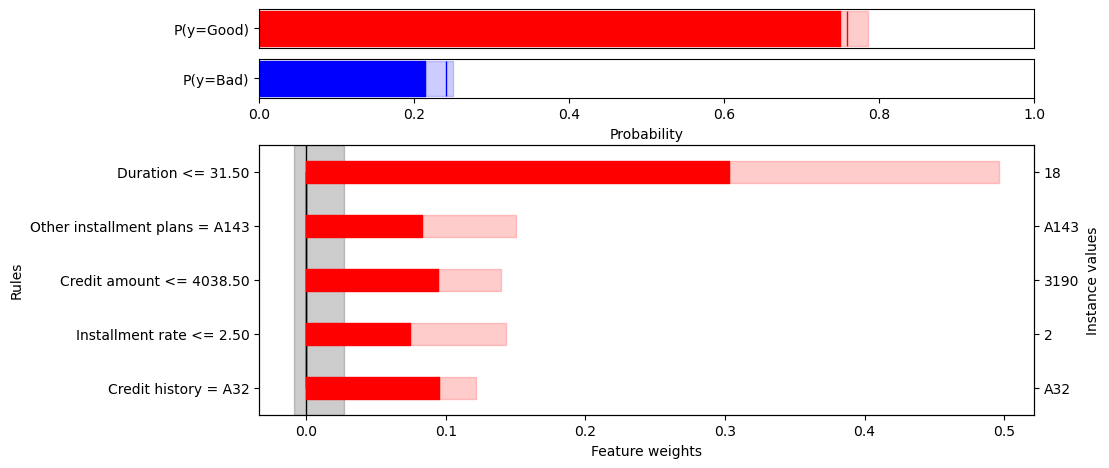 P(y=Good)
P(y=Bad)
0.0 0.2 0.4 0.6 0.8 1.0
Probability
Duration <= 31.50 18
Other installment plans = A143 A143
Credit amount <= 4038.50 3190
Installment rate <= 2.50 2
Credit history = A32 A32
Rules
Instance values
0.0 0.1 0.2 0.3 0.4 0.5
Feature weights